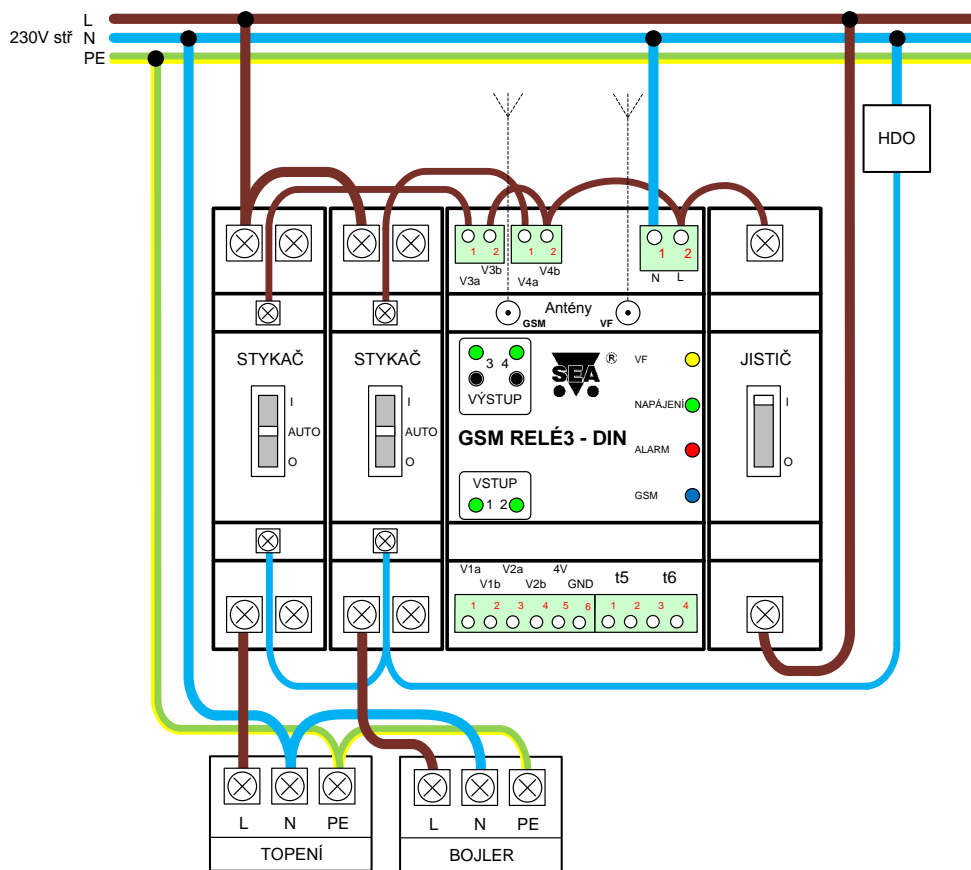 L
230V stř N
PE
HDO
1 2 1 2 1 2
V3b V4b N L
V3a V4a
Antény
GSM VF
STYKAČ STYKAČ JISTIČ
I I I
AUTO AUTO
O O O
3 4
VÝSTUP
SEA ®
VF
NAPÁJENÍ
GSM RELÉ3 - DIN
ALARM
VSTUP
1 2
GSM
V1a V2a 4V t5 t6
V1b V2b GND
1 2 3 4 5 6 1 2 3 4
L N PE L N PE
TOPENÍ BOJLER